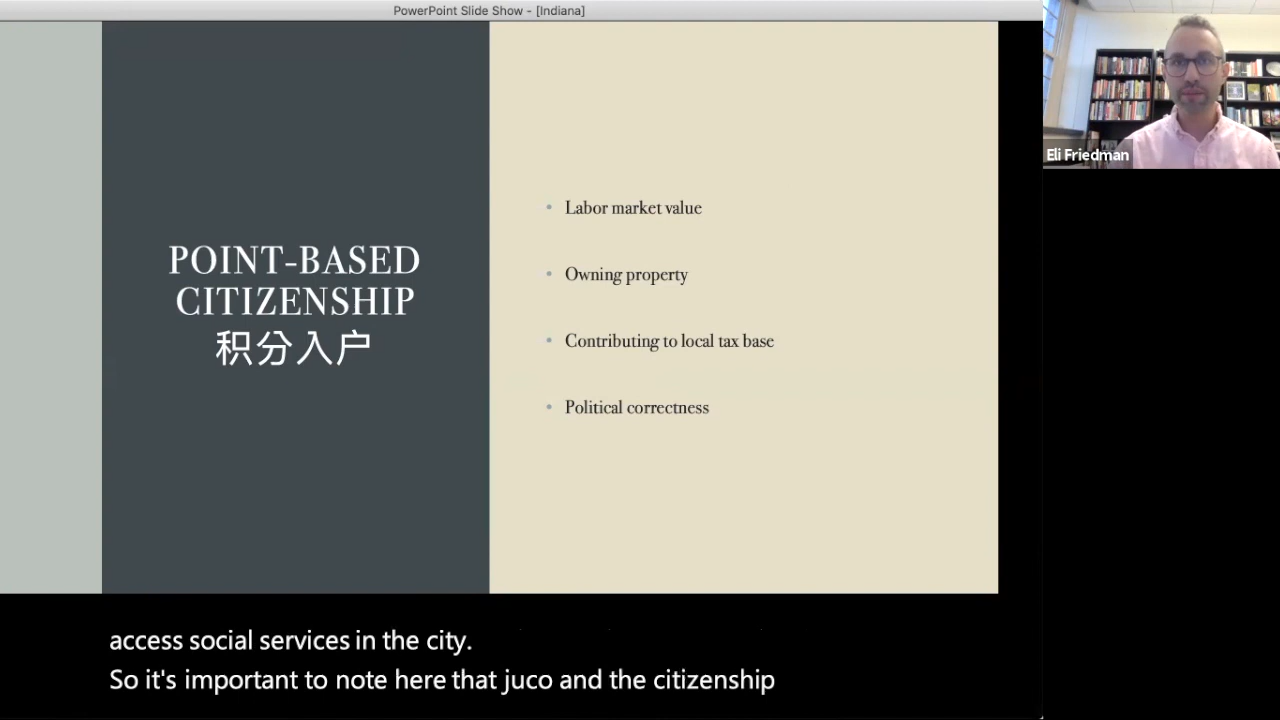 PowerPoint Slide Show - [Indiana]
POINT-BASED
CITIZENSHIP
积分入户
• Labor market value
• Owning property
• Contributing to local tax base
• Political correctness
Eli Friedman
access social services in the city.
So it's important to note here that juco and the citizenship